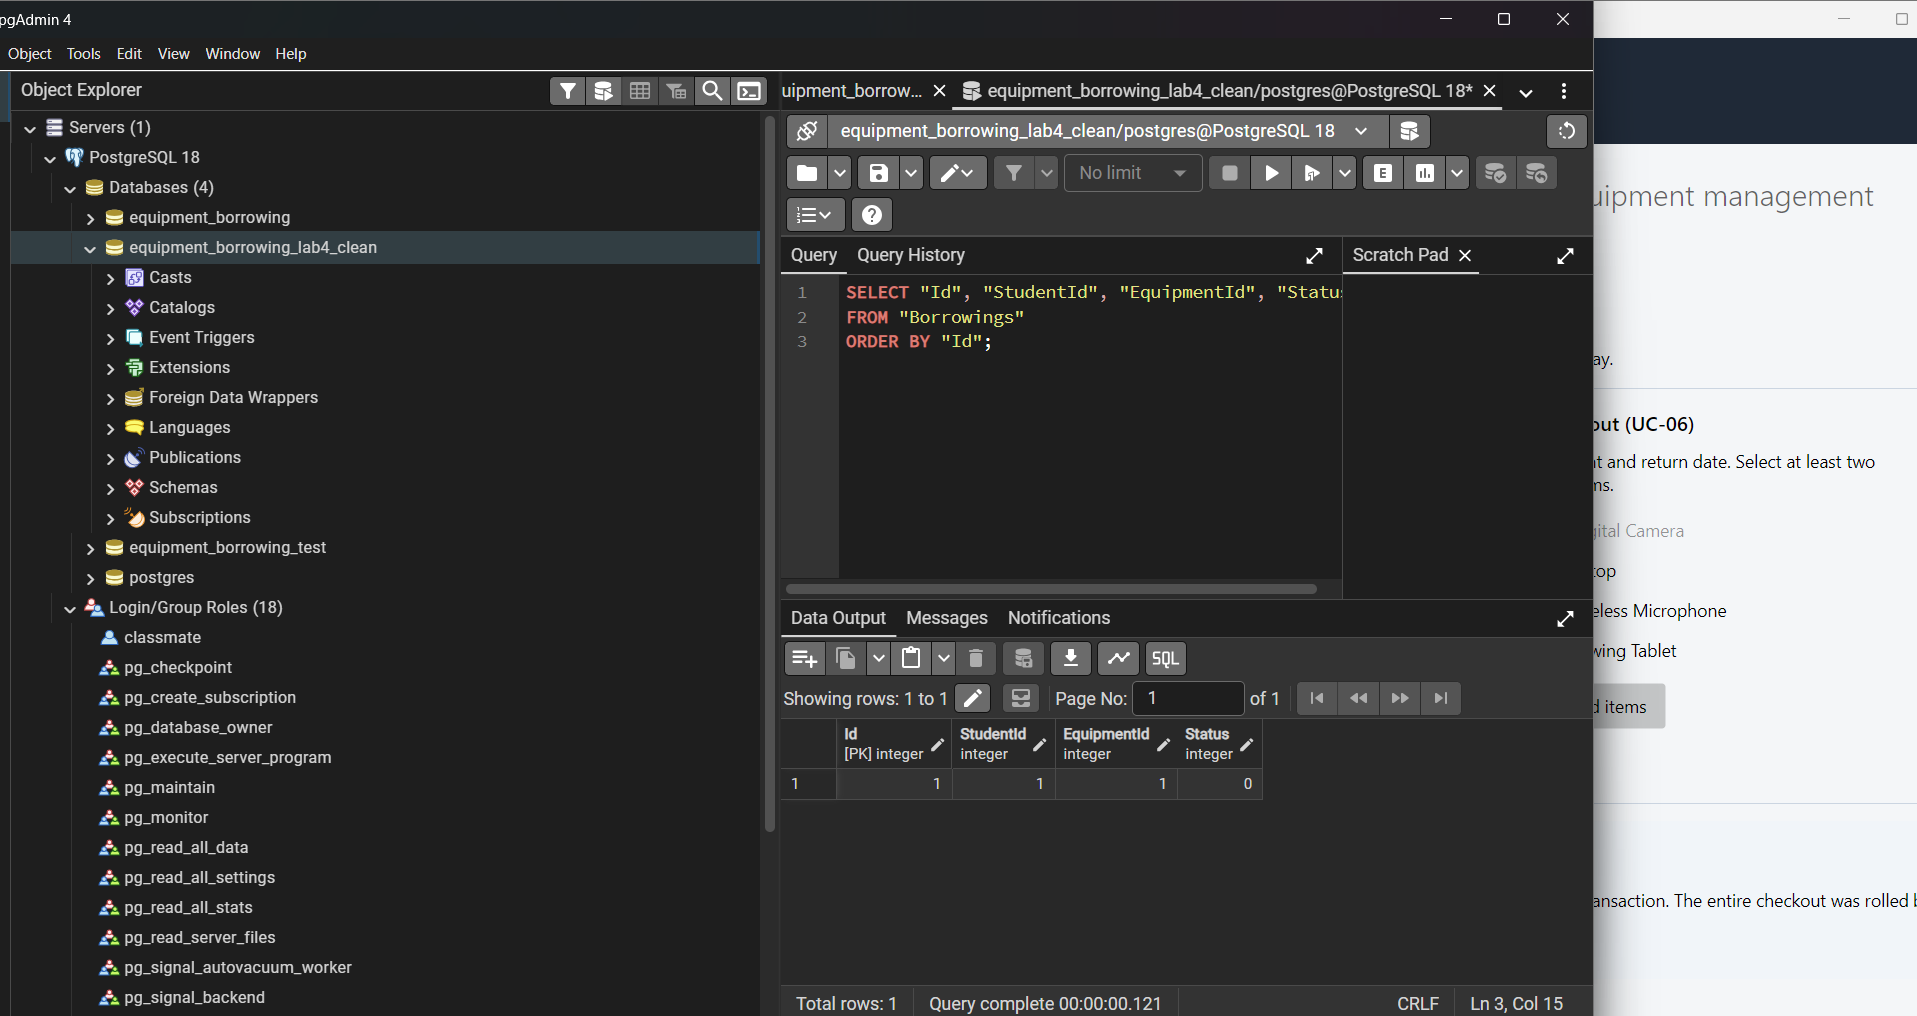 pgAdmin 4
Object Tools Edit View Window Help
Object Explorer
Servers (1)
PostgreSQL 18
Databases (4)
equipment_borrowing
equipment_borrowing_lab4_clean
Casts
Catalogs
Event Triggers
Extensions
Foreign Data Wrappers
Languages
Publications
Schemas
Subscriptions
equipment_borrowing_test
postgres
Login/Group Roles (18)
classmate
pg_checkpoint
pg_create_subscription
pg_database_owner
pg_execute_server_program
pg_maintain
pg_monitor
pg_read_all_data
pg_read_all_settings
pg_read_all_stats
pg_read_server_files
pg_signal_autovacuum_worker
pg_signal_backend
uipment_borrow... equipment_borrowing_lab4_clean/postgres@PostgreSQL 18*
equipment_borrowing_lab4_clean/postgres@PostgreSQL 18
No limit
E
Query Query History
Scratch Pad
1 SELECT "Id", "StudentId", "EquipmentId", "Statu
2 FROM "Borrowings"
3 ORDER BY "Id";
Data Output Messages Notifications
SQL
Showing rows: 1 to 1 Page No: 1 of 1
Id StudentId EquipmentId Status
[PK] integer integer integer integer
1 1 1 1 0
Total rows: 1 Query complete 00:00:00.121 CRLF Ln 3, Col 15
uipment management
ay.
out (UC-06)
nt and return date. Select at least two
ms.
ital Camera
top
eless Microphone
wing Tablet
d items
ansaction. The entire checkout was rolled